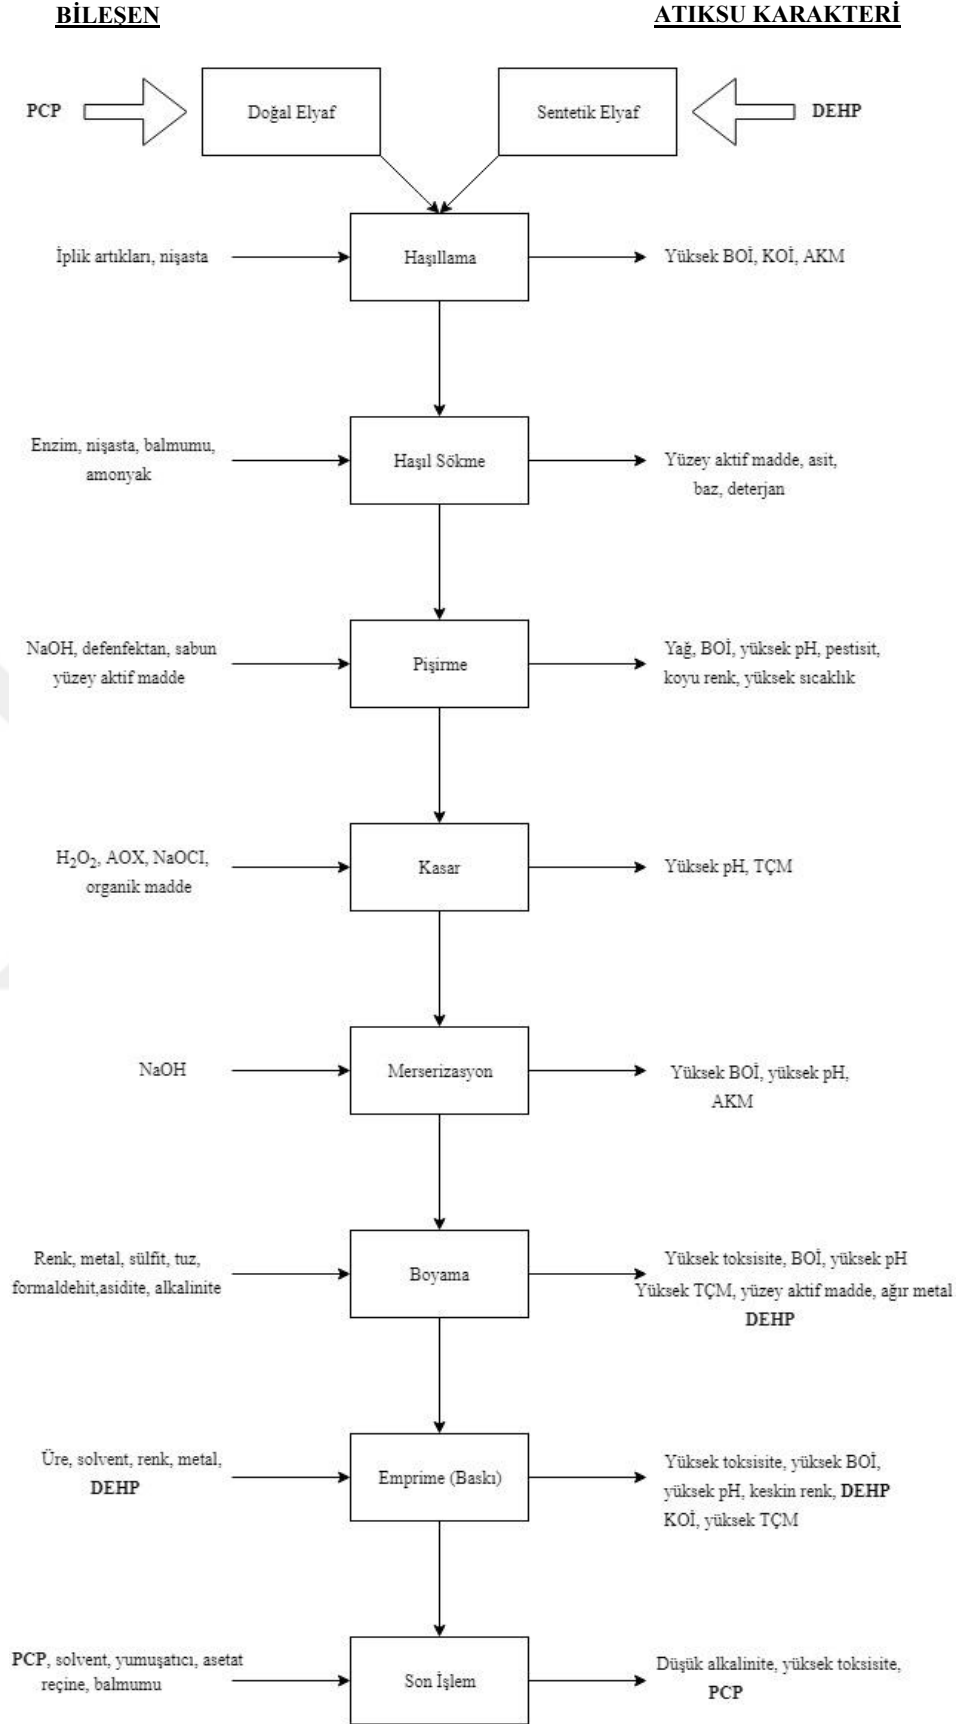 BİLEŞEN
ATIKSU KARAKTERİ
PCP
Doğal Elyaf
Sentetik Elyaf
DEHP
İplik artıkları, nişasta
Haşıllama
Yüksek BOİ, KOİ, AKM
Enzim, nişasta, balmumu,
amonyak
Haşıl Sökme
Yüzey aktif madde, asit,
baz, deterjan
NaOH, defenfektan, sabun
yüzey aktif madde
Pişirme
Yağ, BOİ, yüksek pH, pestisit,
koyu renk, yüksek sıcaklık
H₂O₂, AOX, NaOCI,
organik madde
Kasar
Yüksek pH, TÇM
NaOH
Merserizasyon
Yüksek BOİ, yüksek pH,
AKM
Renk, metal, sülfit, tuz,
formaldehit,asidite, alkalinite
Boyama
Yüksek toksisite, BOİ, yüksek pH
Yüksek TÇM, yüzey aktif madde, ağır metal
DEHP
Üre, solvent, renk, metal,
DEHP
Emprime (Baskı)
Yüksek toksisite, yüksek BOİ,
yüksek pH, keskin renk, DEHP
KOİ, yüksek TÇM
PCP, solvent, yumuşatıcı, asetat
reçine, balmumu
Son İşlem
Düşük alkalinite, yüksek toksisite,
PCP